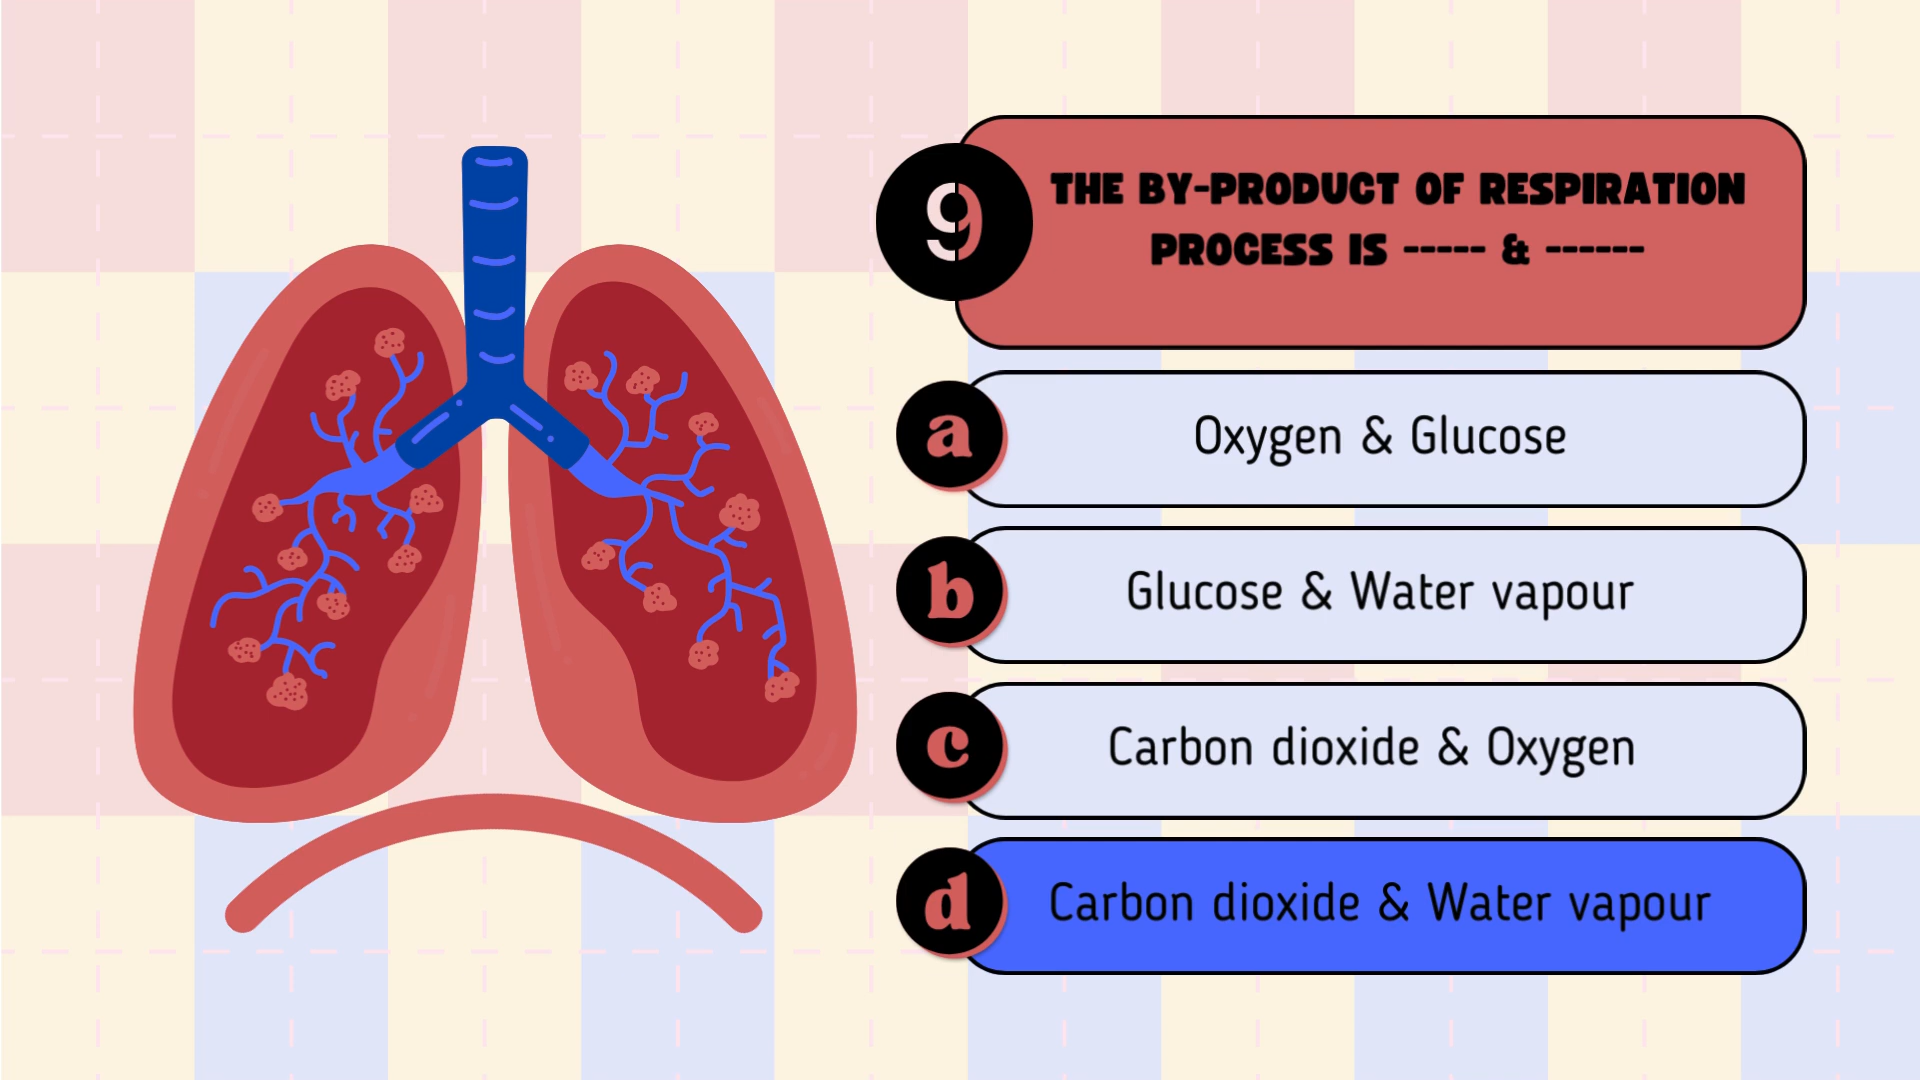 9
THE BY-PRODUCT OF RESPIRATION
PROCESS IS ----- & ------
a
Oxygen & Glucose
b
Glucose & Water vapour
c
Carbon dioxide & Oxygen
d
Carbon dioxide & Water vapour